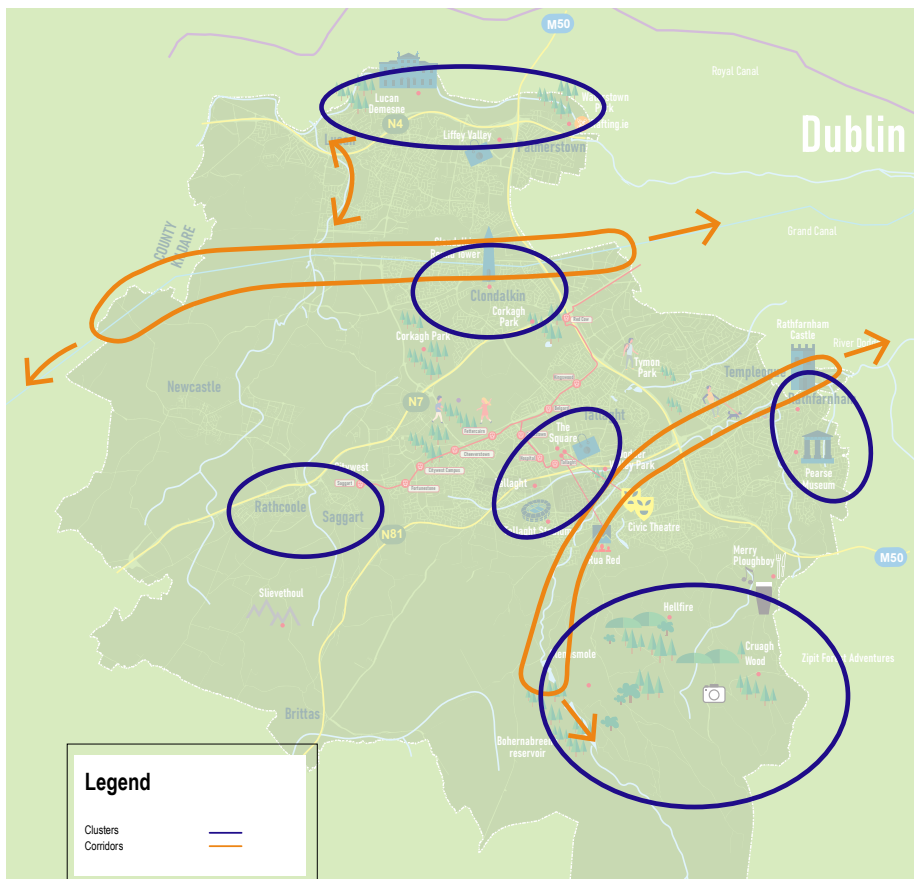 M50
Royal Canal
Lucan
Demesne
N4
Liffey Valley
Palmerstown
Dublin
COUNTY
KILDARE
Grand Canal
Clondalkin
Corkagh
Park
Rathfarnham
Castle
Corkagh Park
Tymon
Park
Templeogue
Rathfarnham
Newcastle
N7
Tallaght
The
Square
Pearse
Museum
Saggart
Rathcoole
Saggart
N81
Civic Theatre
Rua Red
M50
Merry
Ploughboy
Slievethoul
Hellfire
Cruagh
Wood
Zipit Forest Adventures
Brittas
Bohernabreena
reservoir
Legend
Clusters
Corridors